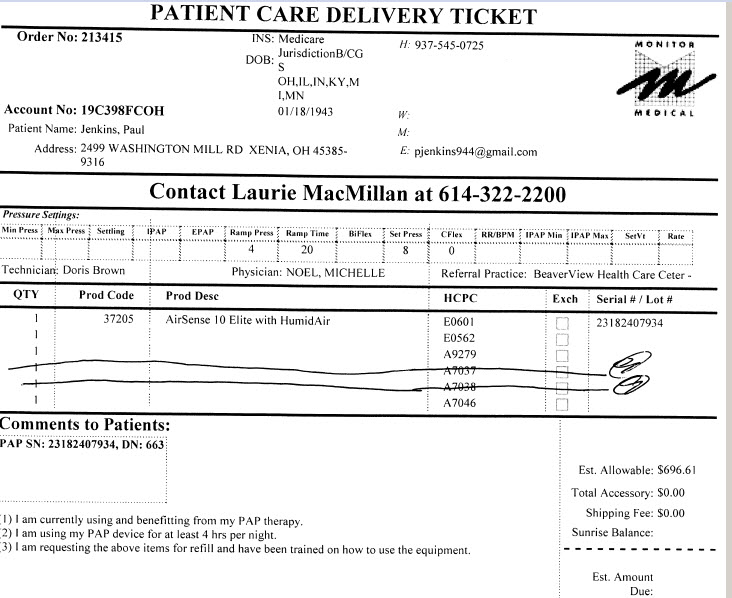 PATIENT CARE DELIVERY TICKET
Order No: 213415
INS: Medicare
JurisdictionB/CG
S
OH,IL,IN,KY,M
I,MN
DOB:
01/18/1943
H: 937-545-0725
MONITOR
m
MEDICAL
Account No: 19C398FCOH
W:
Patient Name: Jenkins, Paul
M:
Address: 2499 WASHINGTON MILL RD XENIA, OH 45385-
9316
E: pjenkins944@gmail.com
Contact Laurie MacMillan at 614-322-2200
Pressure Settings:
Min Press Max Press Settling IPAP EPAP Ramp Press Ramp Time BiFlex Set Press CFlex RR/BPM IPAP Min IPAP Max SetVt Rate
4 20 8 0
Technician: Doris Brown Physician: NOEL, MICHELLE Referral Practice: BeaverView Health Care Ceter -
QTY Prod Code Prod Desc HCPC Exch Serial # / Lot #
1 37205 AirSense 10 Elite with HumidAir E0601 23182407934
1 E0562
1 A9279
1 A7037
1 A7038
1 A7046
Comments to Patients:
PAP SN: 23182407934, DN: 663
Est. Allowable: $696.61
Total Accessory: $0.00
Shipping Fee: $0.00
Sunrise Balance:
(1) I am currently using and benefitting from my PAP therapy.
(2) I am using my PAP device for at least 4 hrs per night.
(3) I am requesting the above items for refill and have been trained on how to use the equipment.
Est. Amount
Due: